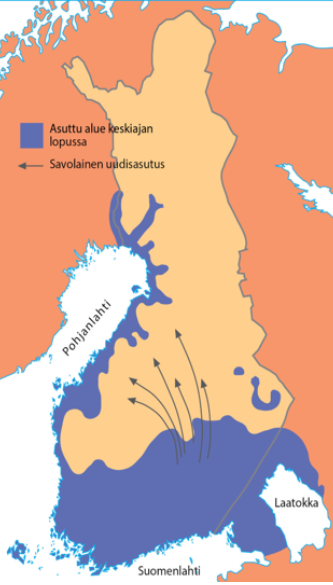 Asuttu alue keskiajan
lopussa
Savolainen uudisasutus
Pohjanlahti
Laatokka
Suomenlahti